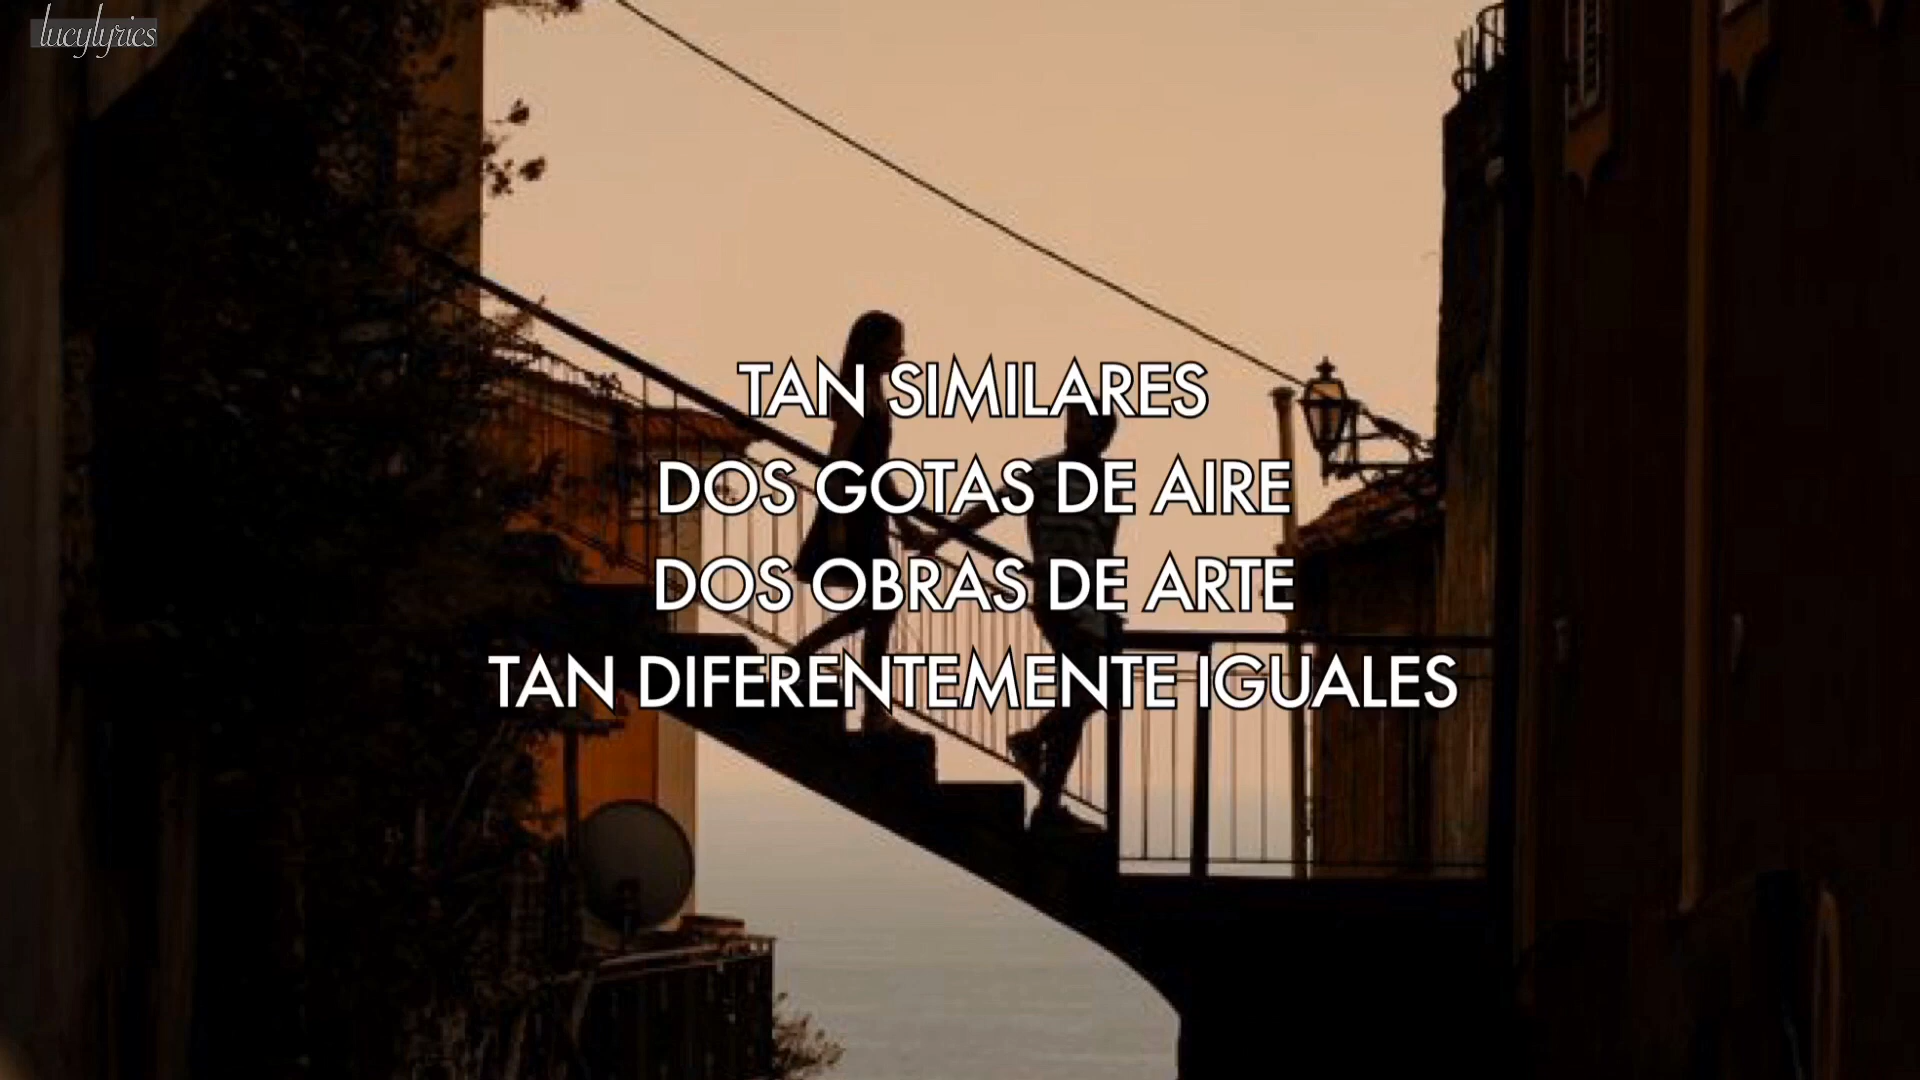 lucylyrics
TAN SIMILARES
DOS GOTAS DE AIRE
DOS OBRAS DE ARTE
TAN DIFERENTEMENTE IGUALES